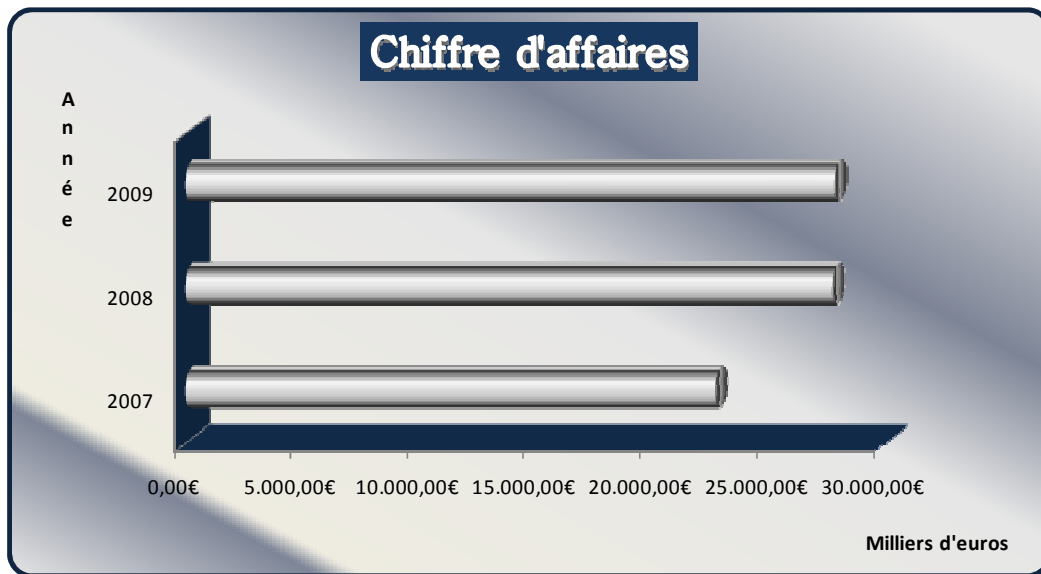 Chiffre d'affaires
Année
2009
2008
2007
0,00€ 5.000,00€ 10.000,00€ 15.000,00€ 20.000,00€ 25.000,00€ 30.000,00€
Milliers d'euros